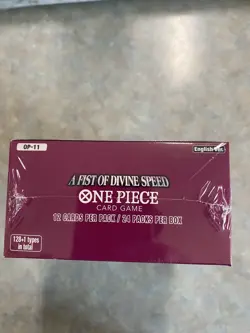 OP-11
English Ver.
A FIST OF DIVINE SPEED
ONE PIECE
CARD GAME
12 CARDS PER PACK / 24 PACKS PER BOX
128+1 types
in total